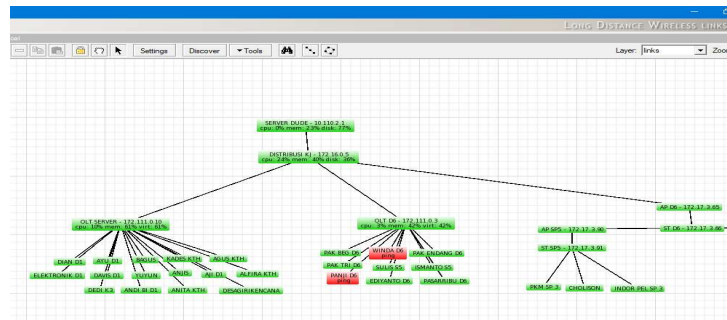 LONG DISTANCE WIRELESS LINKS
Settings
Discover
Tools
Layer:
links
Zoo
SERVER DUDE - 10.110.2.1
cpu: 0% mem: 23% disk: 77%
DISTRIBUSI KJ - 172.16.0.5
cpu: 24% mem: 40% disk: 36%
AP D6 - 172.17.3.65
OLT SERVER - 172.111.0.10
cpu: 10% mem: 61% virt: 61%
OLT D6 - 172.111.0.3
cpu: 3% mem: 42% virt: 42%
AP SP5 - 172.17.3.90
ST D6 - 172.17.3.66
ST SP5 - 172.17.3.91
DIAN D1
AYU D1
BAGUS
KADES KTH
AGUS KTH
PAK BEG D6
WINDA D6
ping
PAK ENDANG D6
ELEKTRONIK D1
DAVIS D1
YUYUN
ANJIS
AJI D1
ALFIRA KTH
PAK TRI D6
SULIS S5
ISMANTO S5
PANJI D6
ping
EDIYANTO D6
PASARRIBU D6
DEDI K3
ANDI BI D1
ANITA KTH
DESAGIRIKENCANA
PKM SP 3
CHOLISON
INDOR PEL SP 3